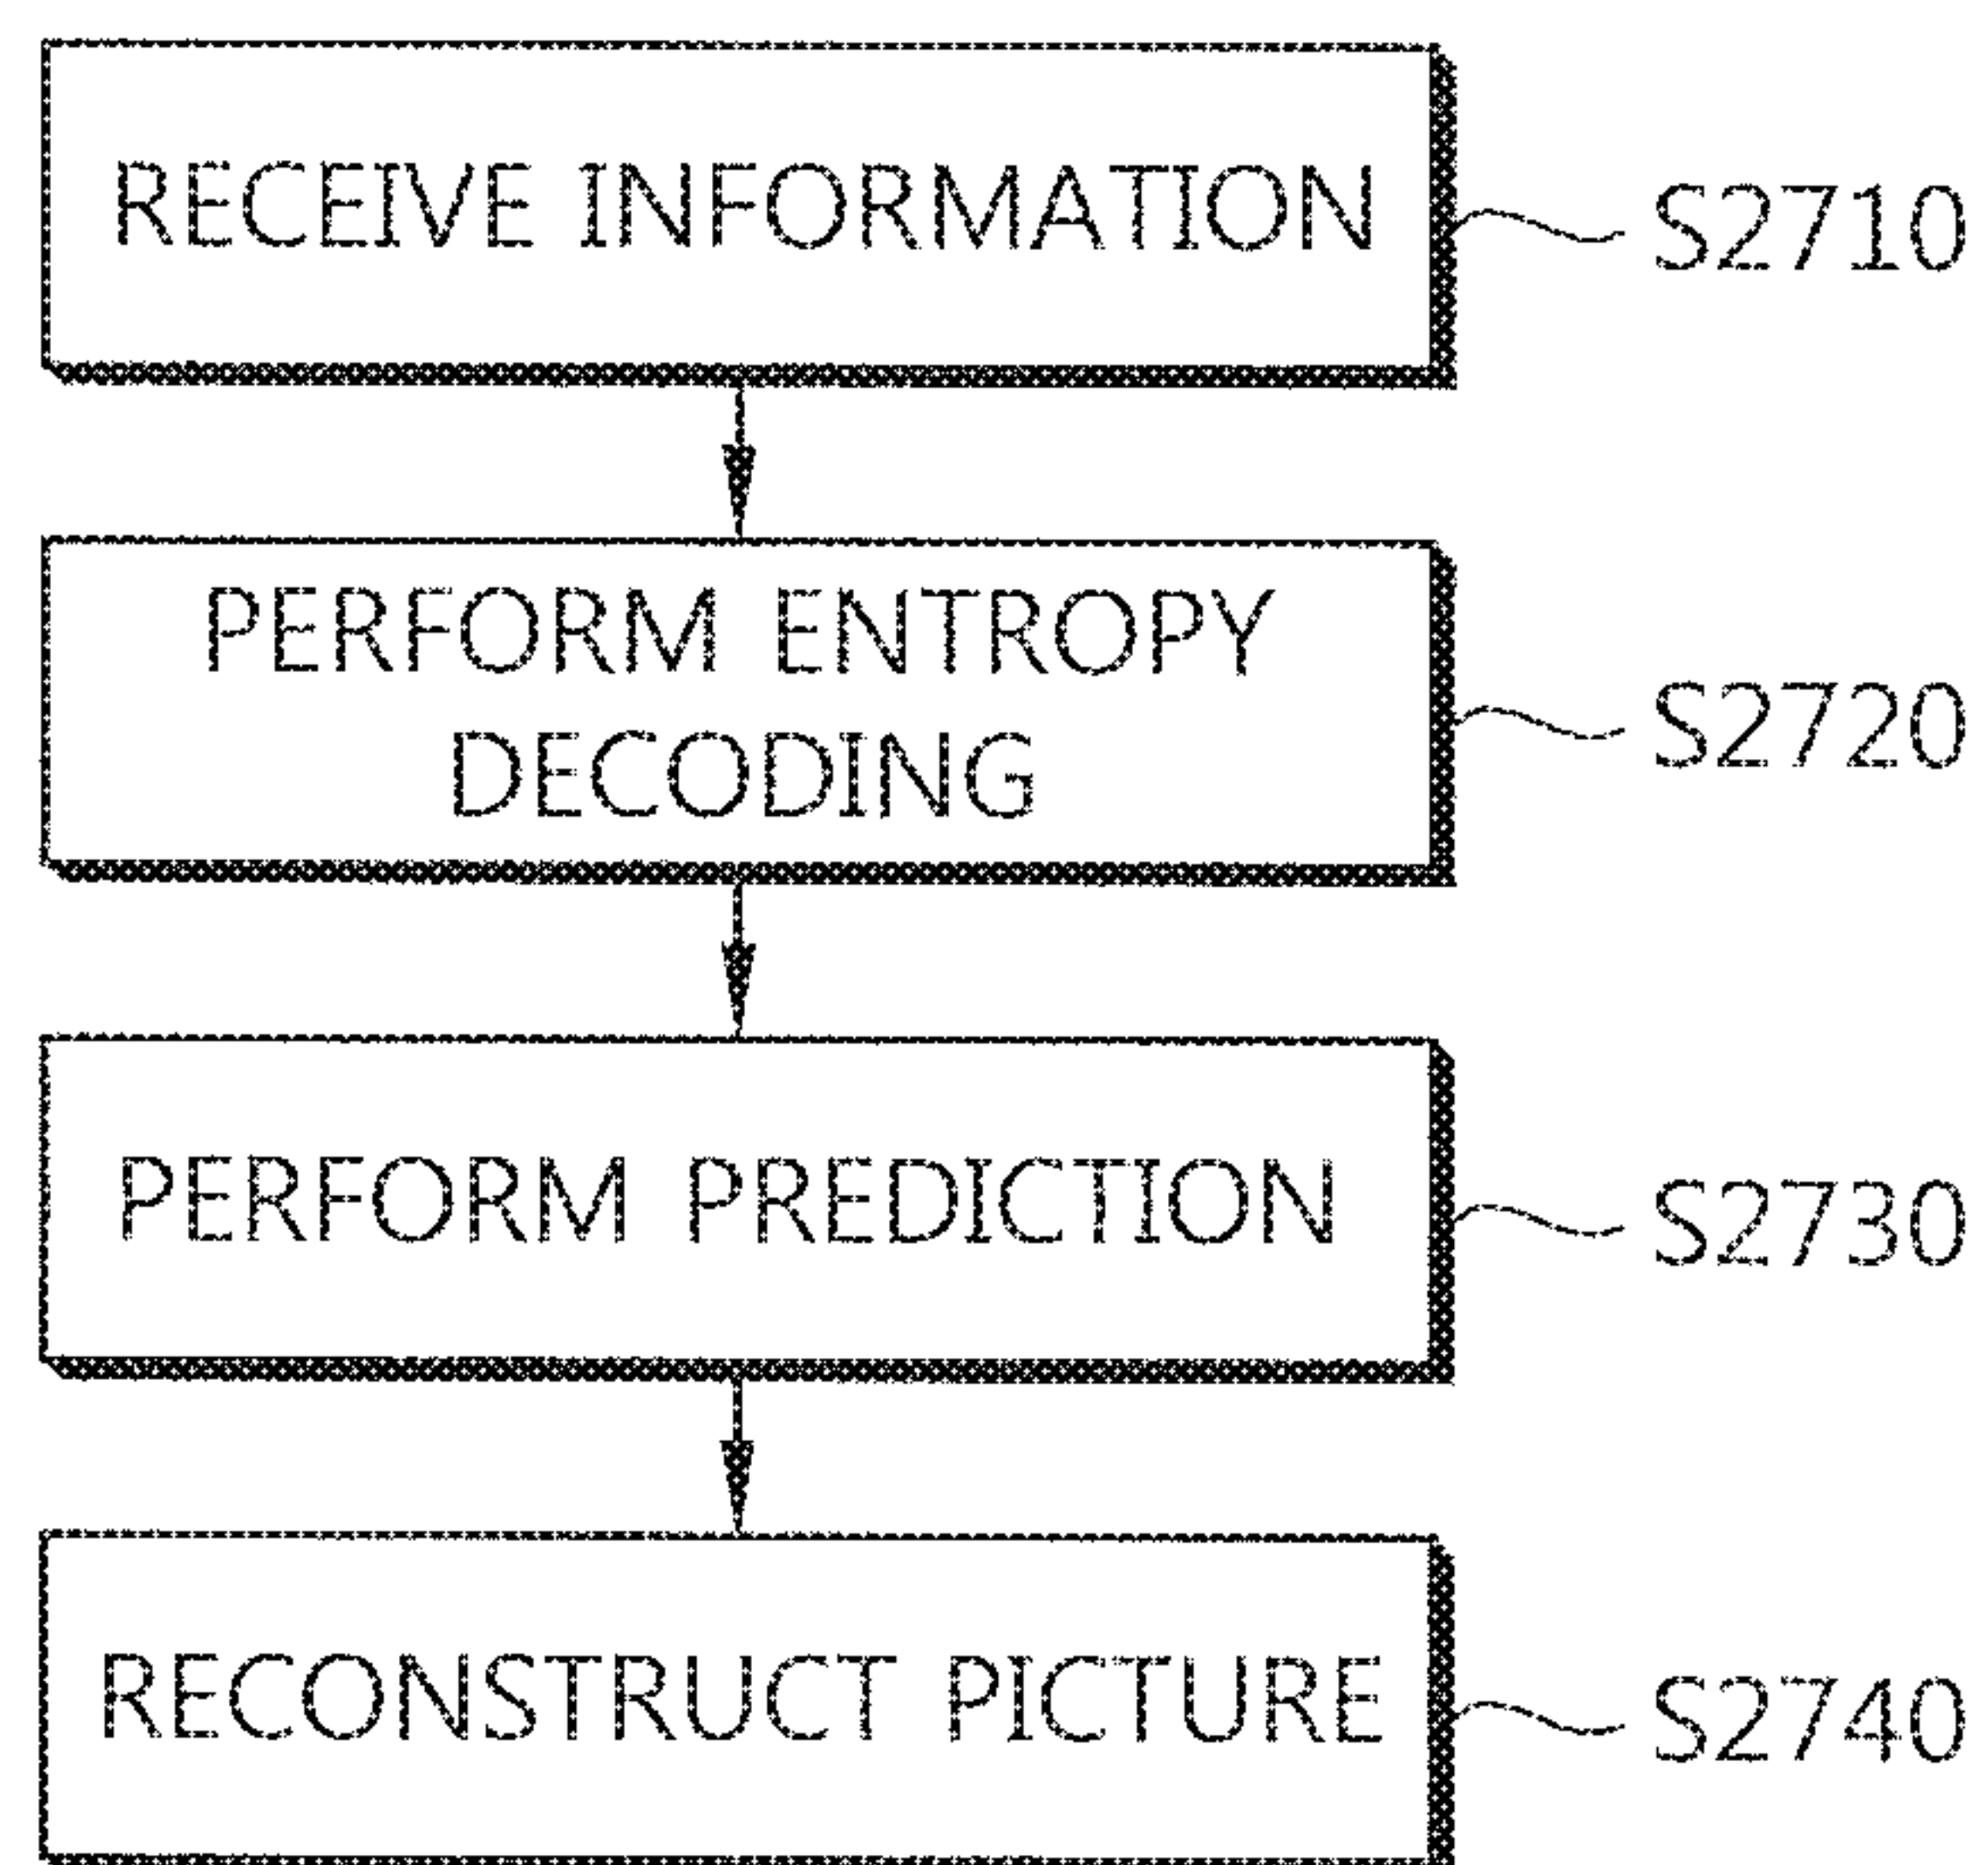 RECEIVE INFORMATION
S2710
PERFORM ENTROPY
DECODING
S2720
PERFORM PREDICTION
S2730
RECONSTRUCT PICTURE
S2740